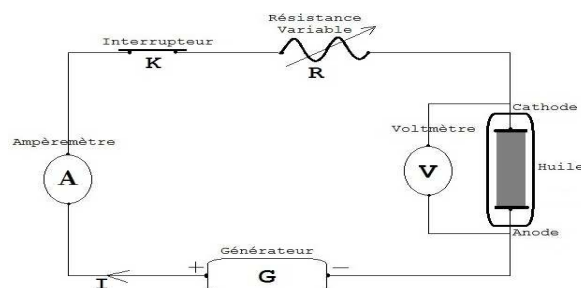 Résistance
Variable
Interrupteur
K
R
Cathode
Voltmètre
Ampèremètre
A
V
Huile
Anode
Générateur
+
G
−
I